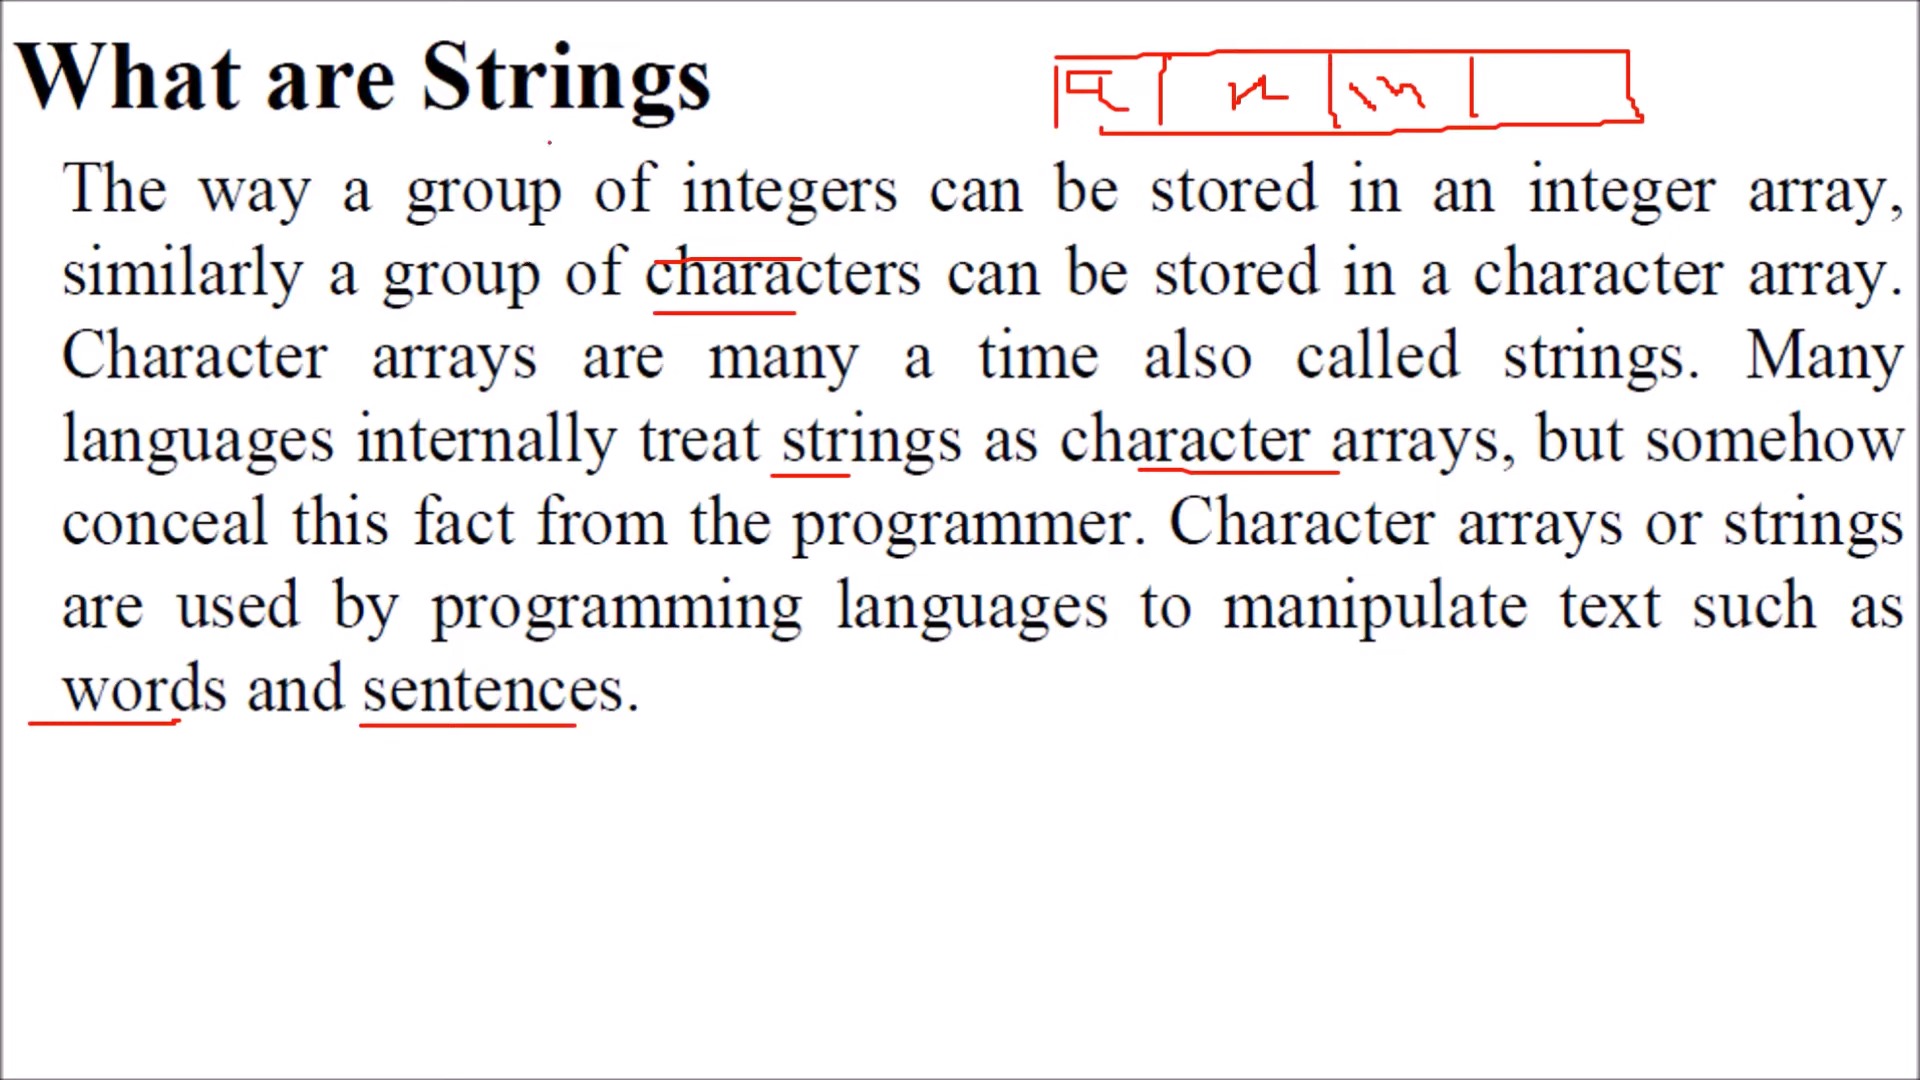 What are Strings
The way a group of integers can be stored in an integer array,
similarly a group of characters can be stored in a character array.
Character arrays are many a time also called strings. Many
languages internally treat strings as character arrays, but somehow
conceal this fact from the programmer. Character arrays or strings
are used by programming languages to manipulate text such as
words and sentences.